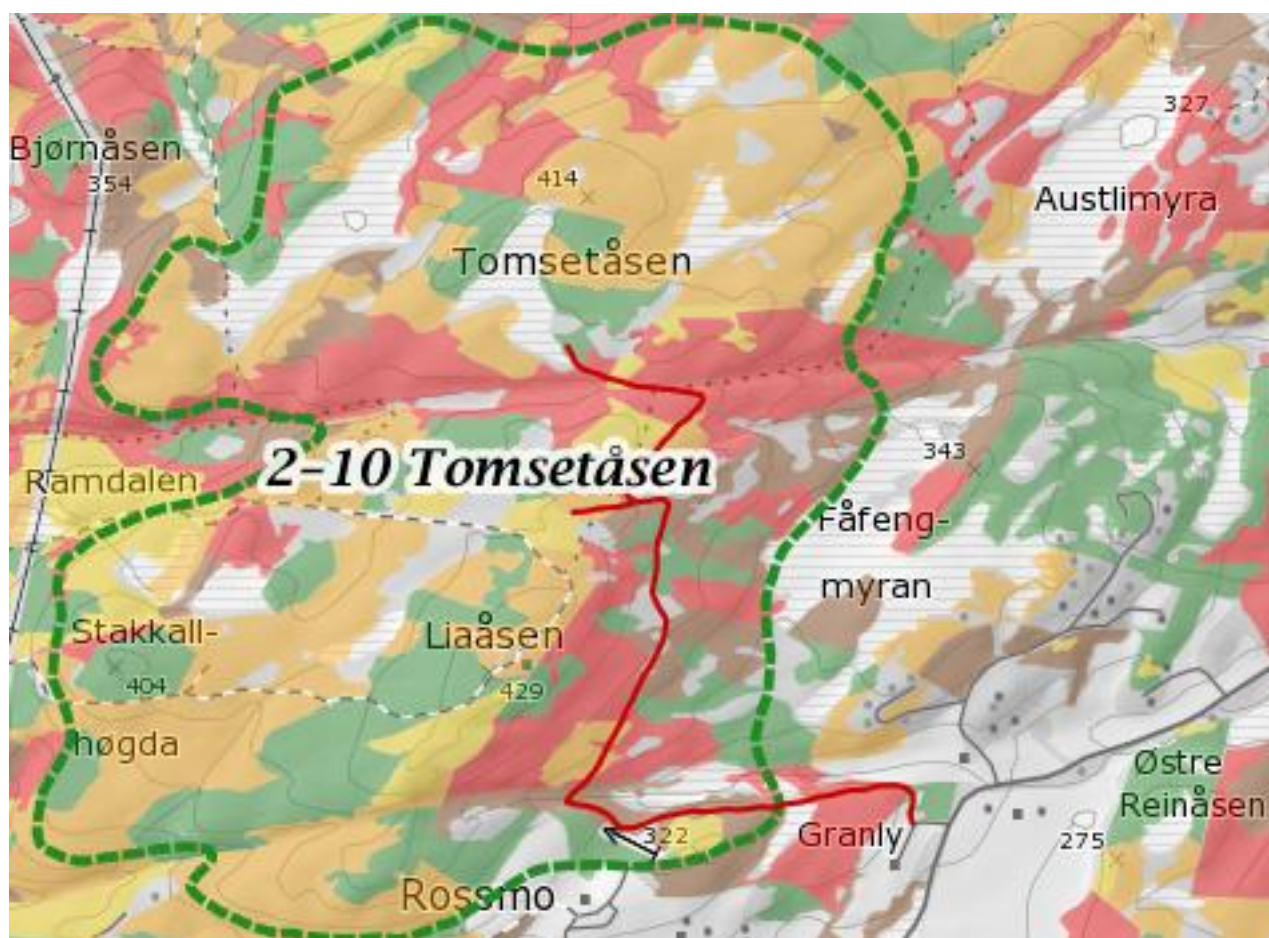 327
Bjørnåsen
354
414
Austlimyra
Tomsetåsen
343
2-10 Tomsetåsen
Ramdalen
Fåfeng-
myran
Stakkall-
Liaåsen
404
429
høgda
Østre
Reinåsen
322
Granly
275
Rossmo